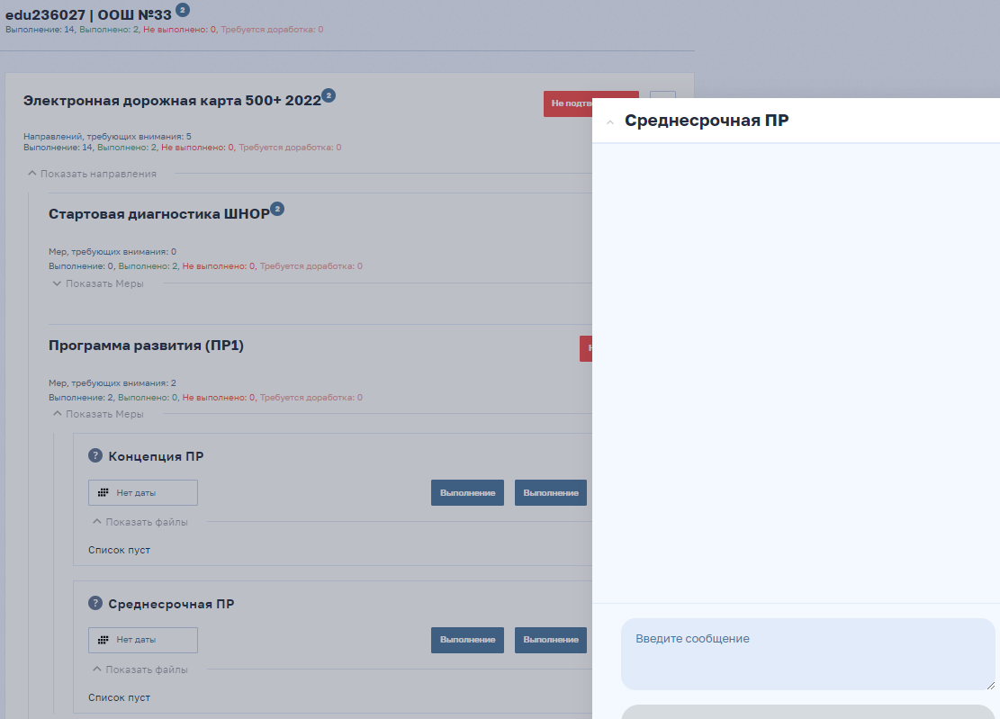 edu236027 | ООШ №33 2
Выполнение: 14, Выполнено: 2, Не выполнено: 0, Требуется доработка: 0
Электронная дорожная карта 500+ 2022 2
Не
Направлений, требующих внимания: 5
Выполнение: 14, Выполнено: 2, Не выполнено: 0, Требуется доработка: 0
Показать направления
Стартовая диагностика ШНОР 2
Мер, требующих внимания: 0
Выполнение: 0, Выполнено: 2, Не выполнено: 0, Требуется доработка: 0
Показать Меры
Программа развития (ПР1)
Мер, требующих внимания: 2
Выполнение: 2, Выполнено: 0, Не выполнено: 0, Требуется доработка: 0
Показать Меры
? Концепция ПР
Нет даты
Выполнение
Выполнение
Показать файлы
Список пуст
? Среднесрочная ПР
Нет даты
Выполнение
Выполнение
Показать файлы
Список пуст
Среднесрочная ПР
Введите сообщение